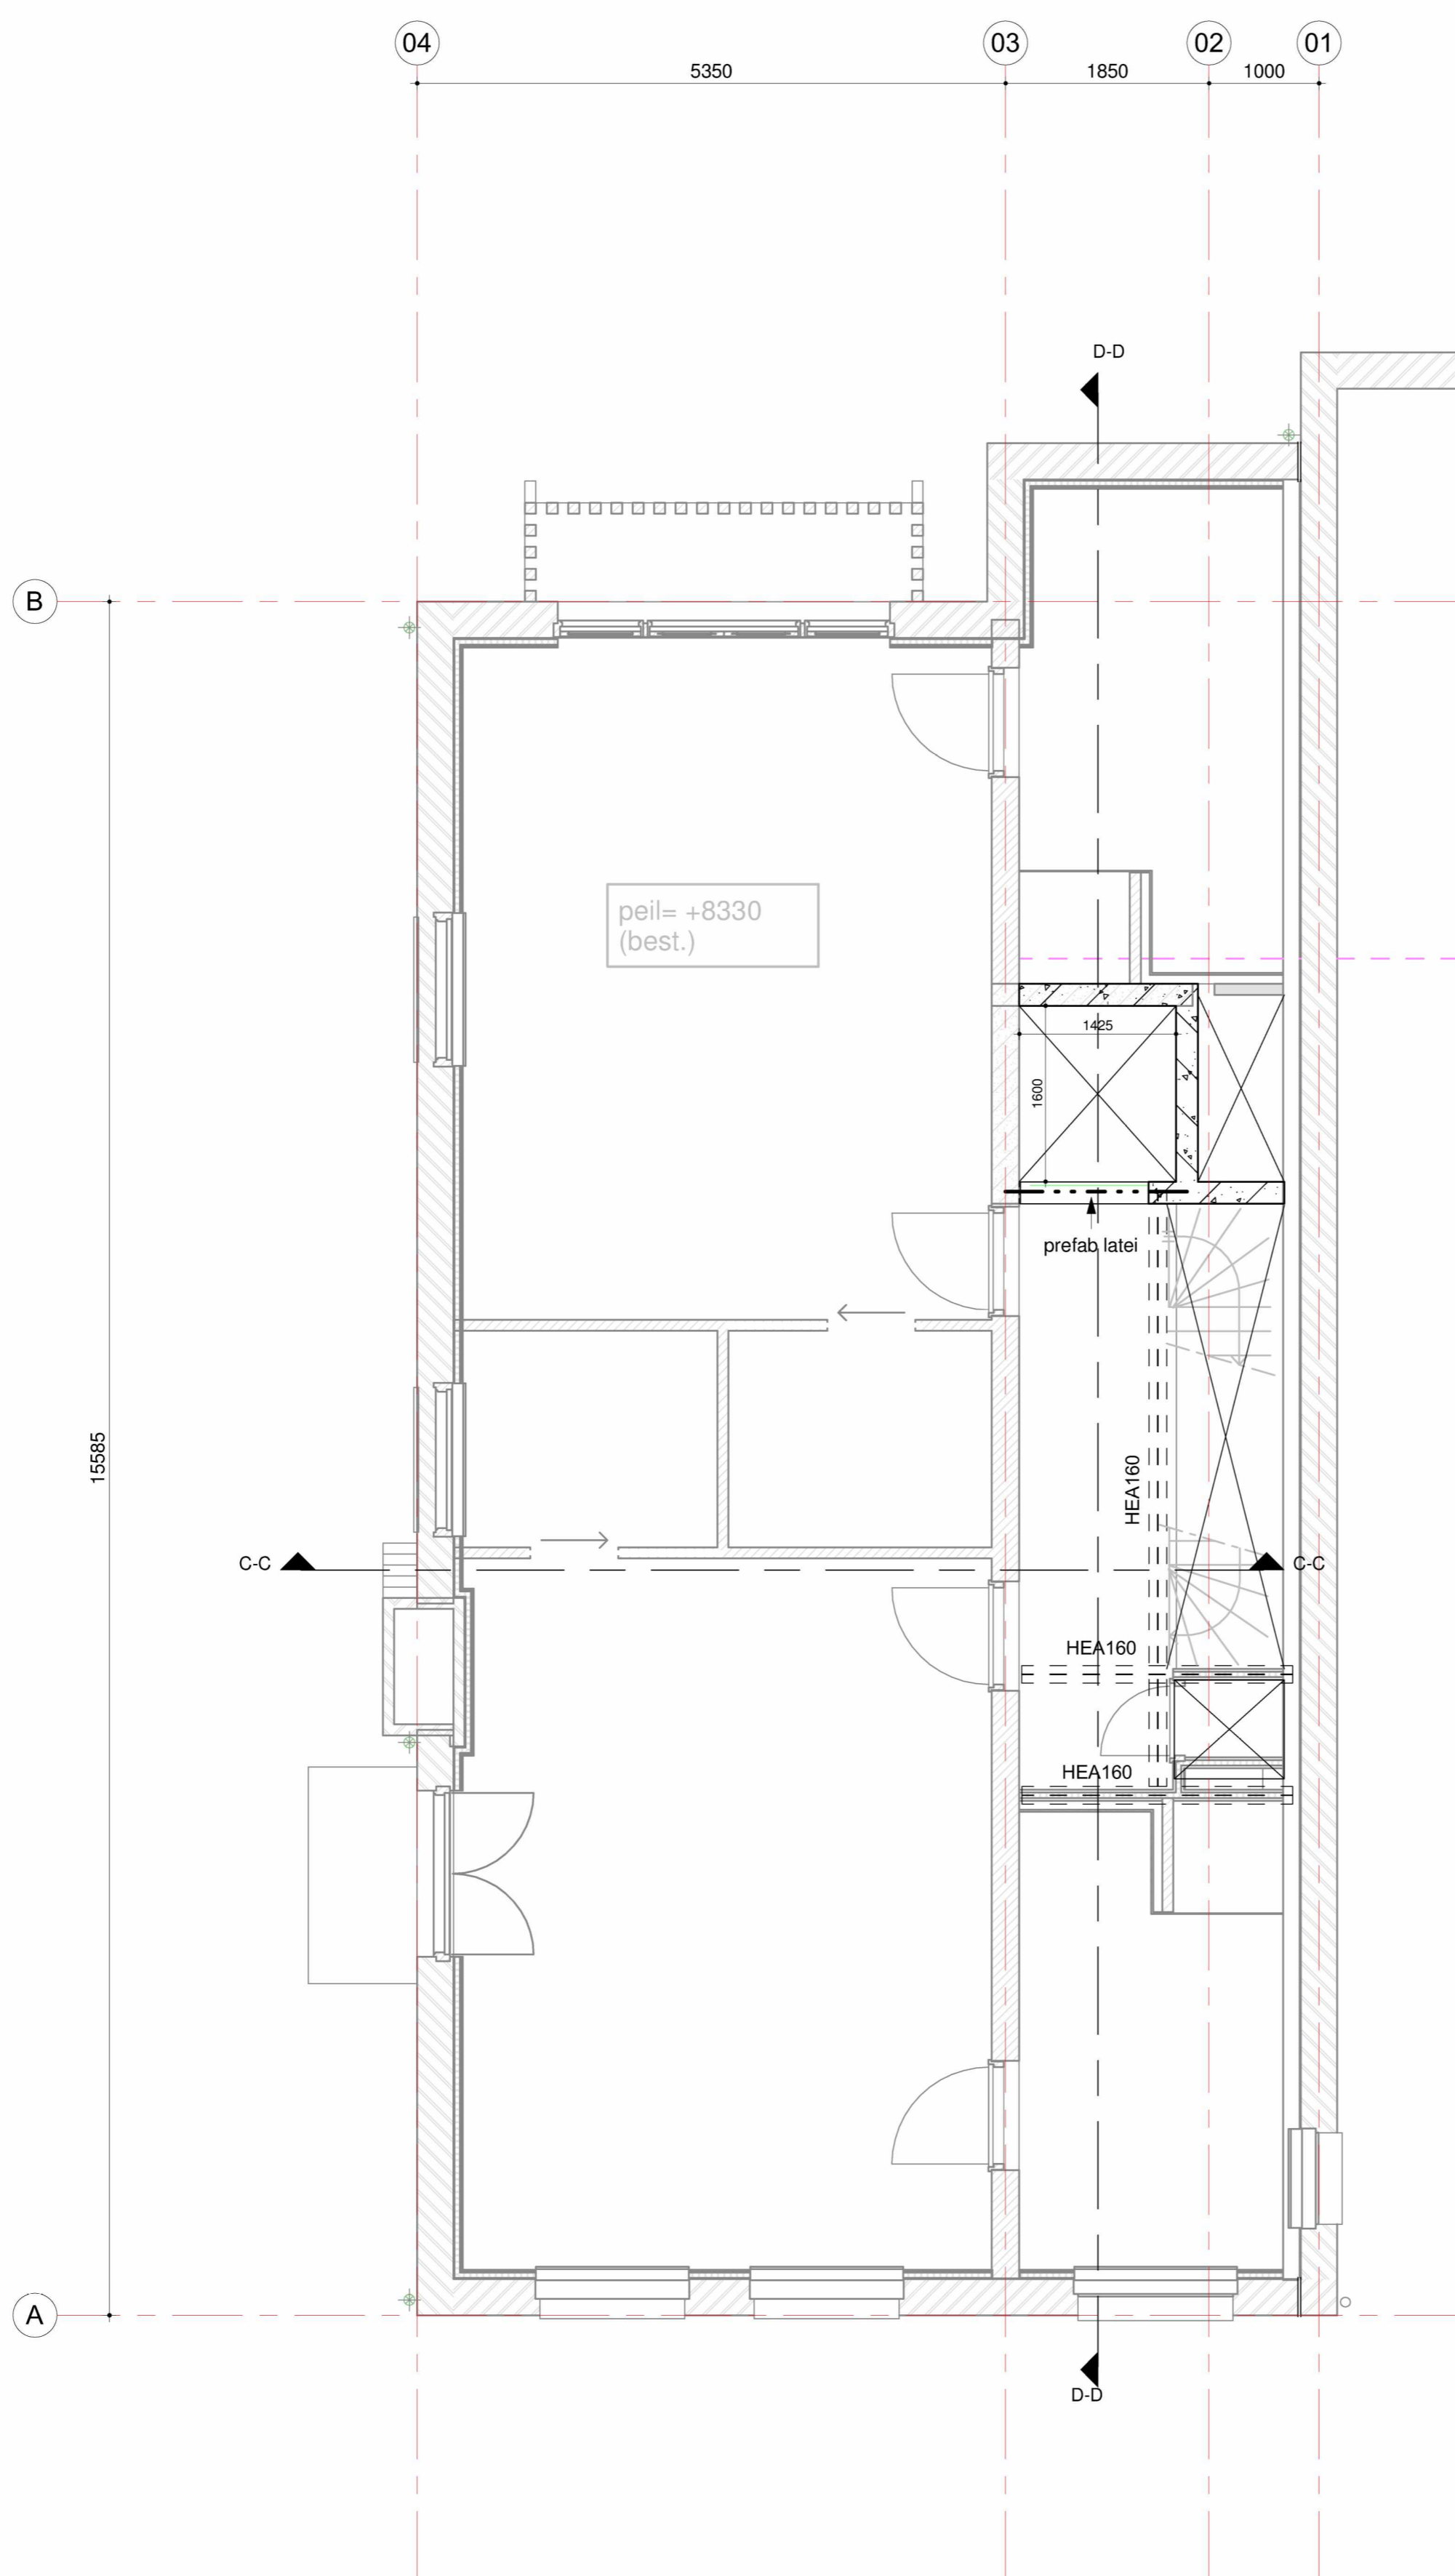 04
03
02
01
5350
1850
1000
D-D
B
peil= +8330
(best.)
1425
1600
prefab latei
15585
HEA160
C-C
C-C
HEA160
HEA160
A
D-D